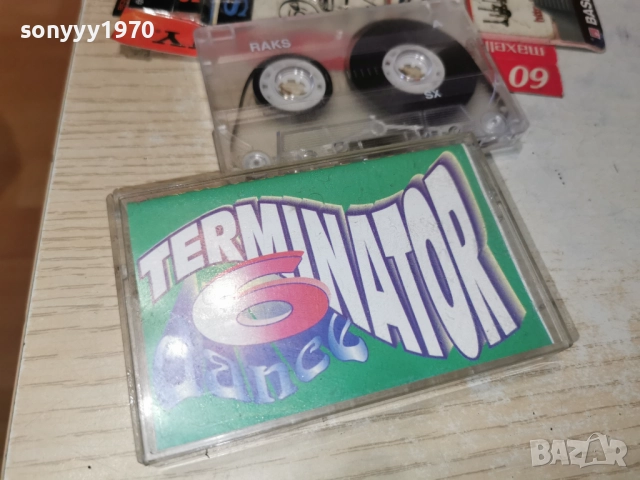 sonyyy1970
RAKS
A
SX
maxell
60
BASF
TERMINATOR
6
dance
BAZAR